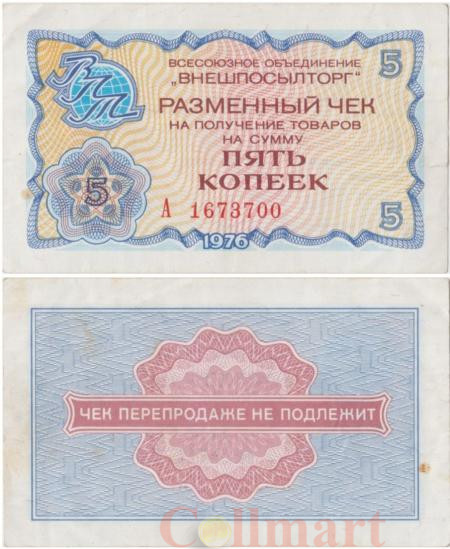 ВПТ
ВСЕСОЮЗНОЕ ОБЪЕДИНЕНИЕ
„ВНЕШПОСЫЛТОРГ"
5
РАЗМЕННЫЙ ЧЕК
НА ПОЛУЧЕНИЕ ТОВАРОВ
НА СУММУ
ПЯТЬ
КОПЕЕК
5
А 1673700
5
1976
ЧЕК ПЕРЕПРОДАЖЕ НЕ ПОДЛЕЖИТ
Collmart